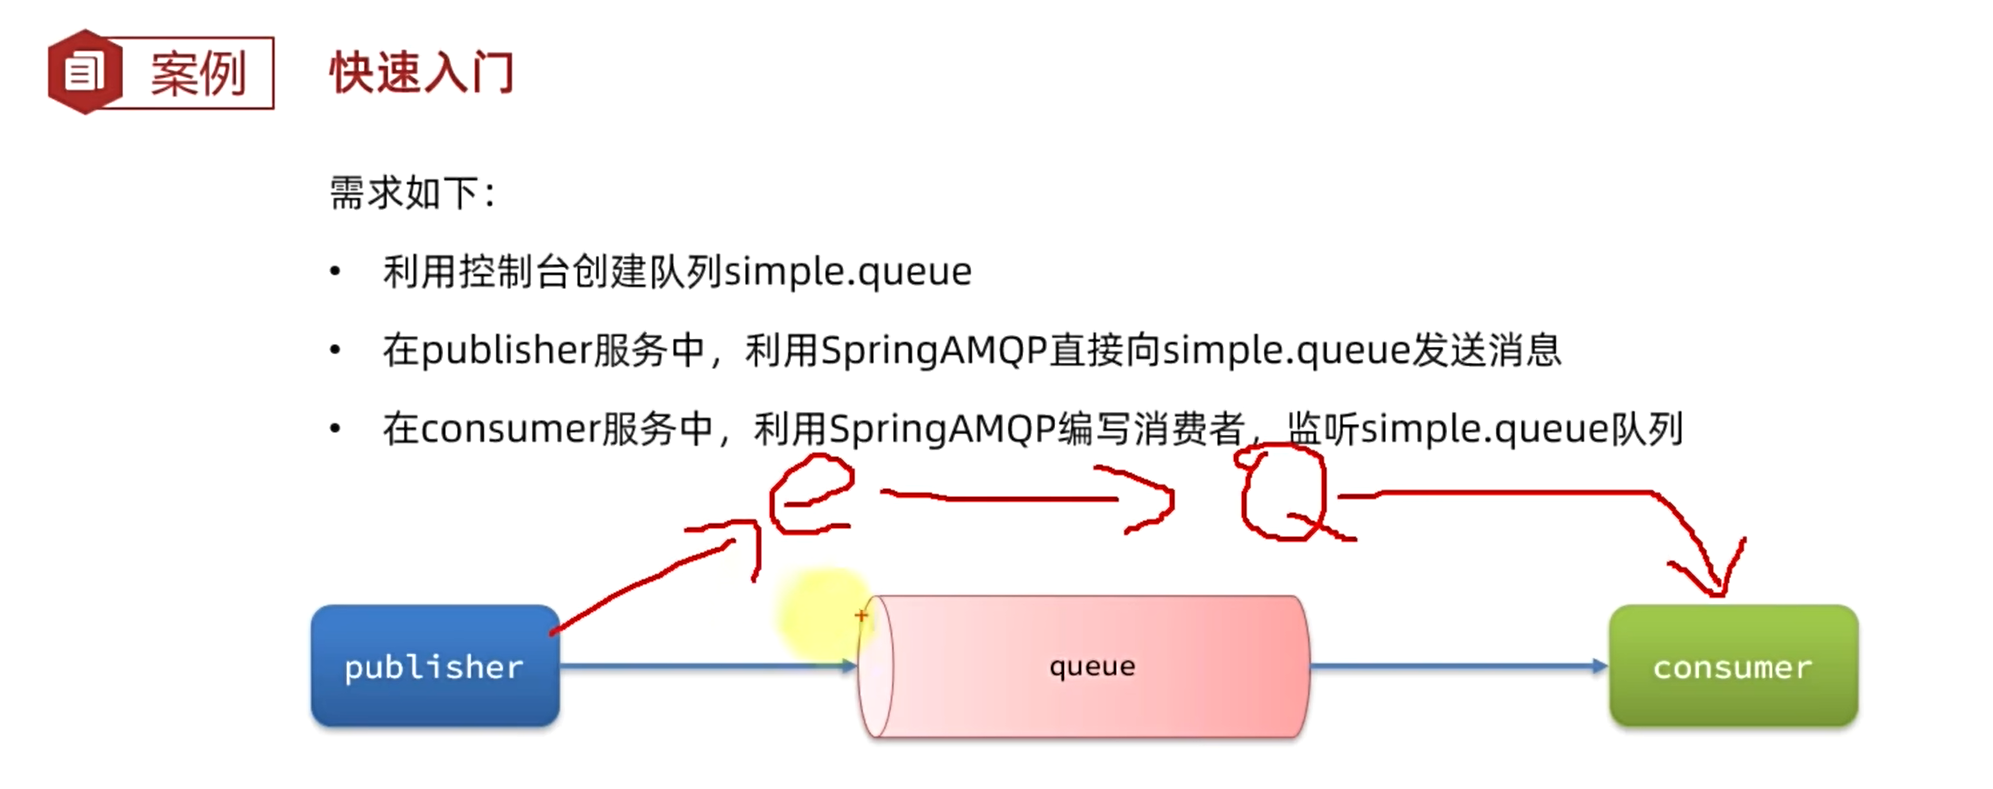 案例 快速入门
需求如下：
• 利用控制台创建队列simple.queue
• 在publisher服务中，利用SpringAMQP直接向simple.queue发送消息
• 在consumer服务中，利用SpringAMQP编写消费者，监听simple.queue队列
e Q
publisher queue consumer